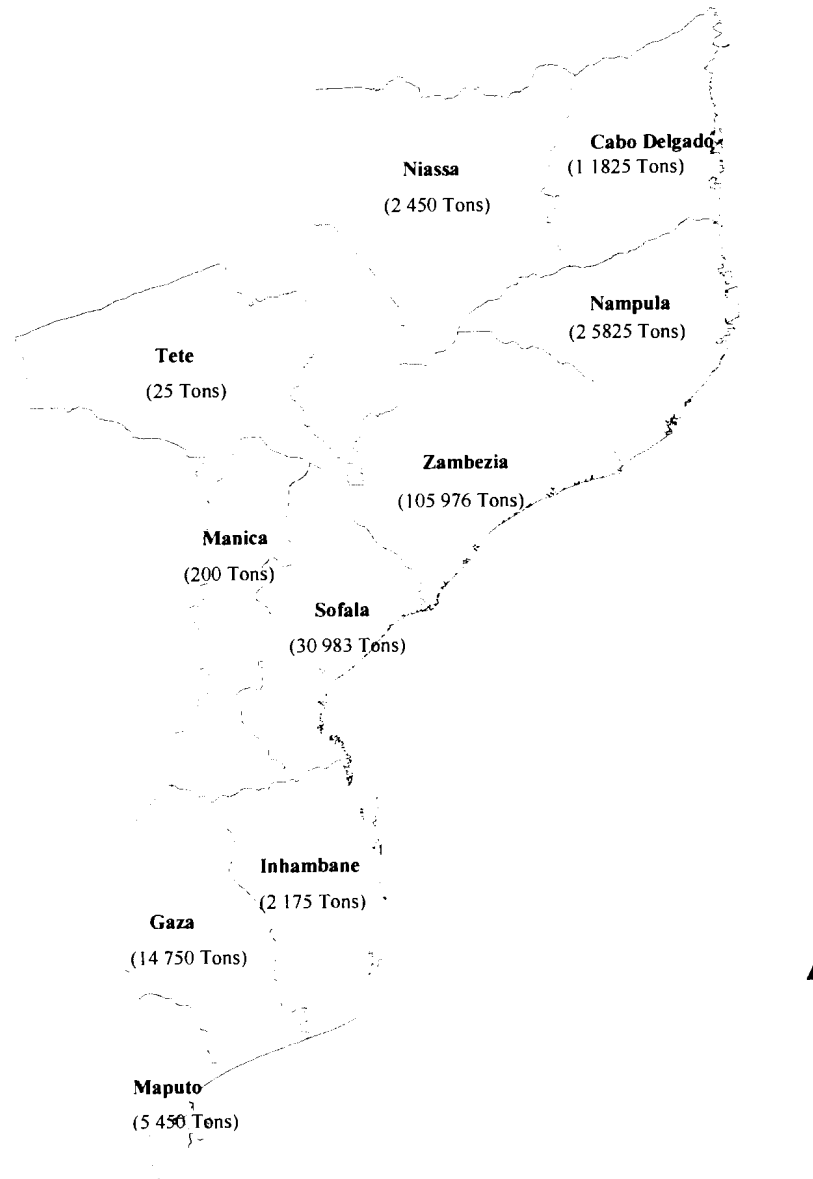 Cabo Delgado
(1 1825 Tons)
Niassa
(2 450 Tons)
Nampula
(2 5825 Tons)
Tete
(25 Tons)
Zambezia
(105 976 Tons)
Manica
(200 Tons)
Sofala
(30 983 Tons)
Inhambane
(2 175 Tons)
Gaza
(14 750 Tons)
Maputo
(5 450 Tons)